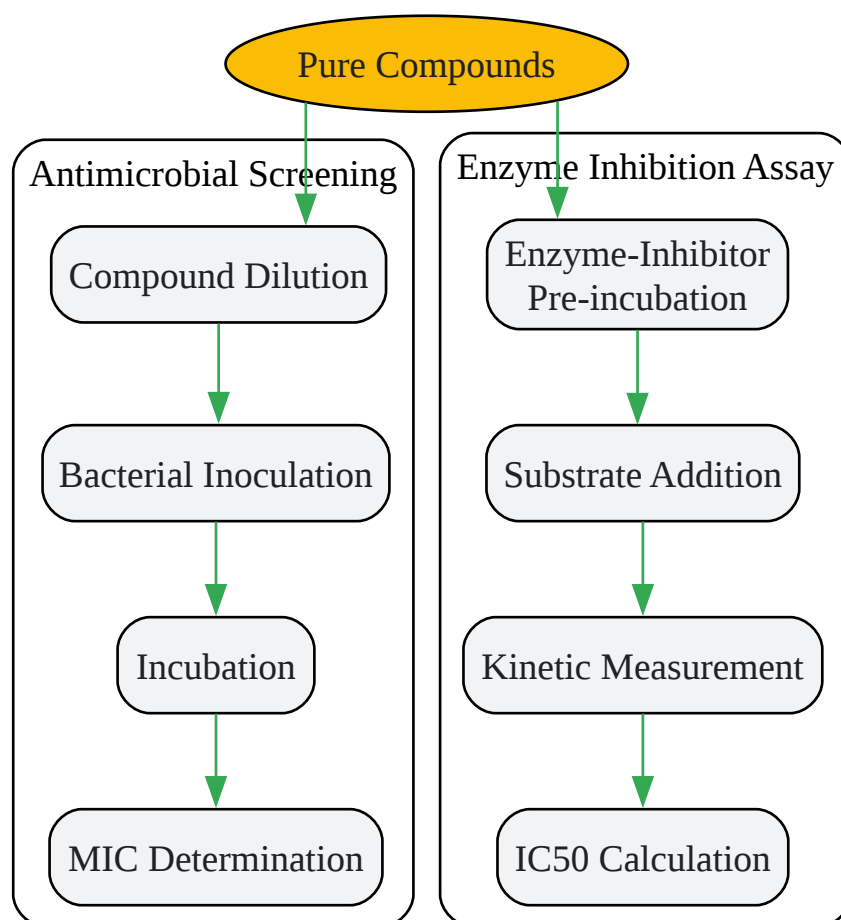 Pure Compounds
Antimicrobial Screening
Compound Dilution
Bacterial Inoculation
Incubation
MIC Determination
Enzyme Inhibition Assay
Enzyme-Inhibitor
Pre-incubation
Substrate Addition
Kinetic Measurement
IC50 Calculation